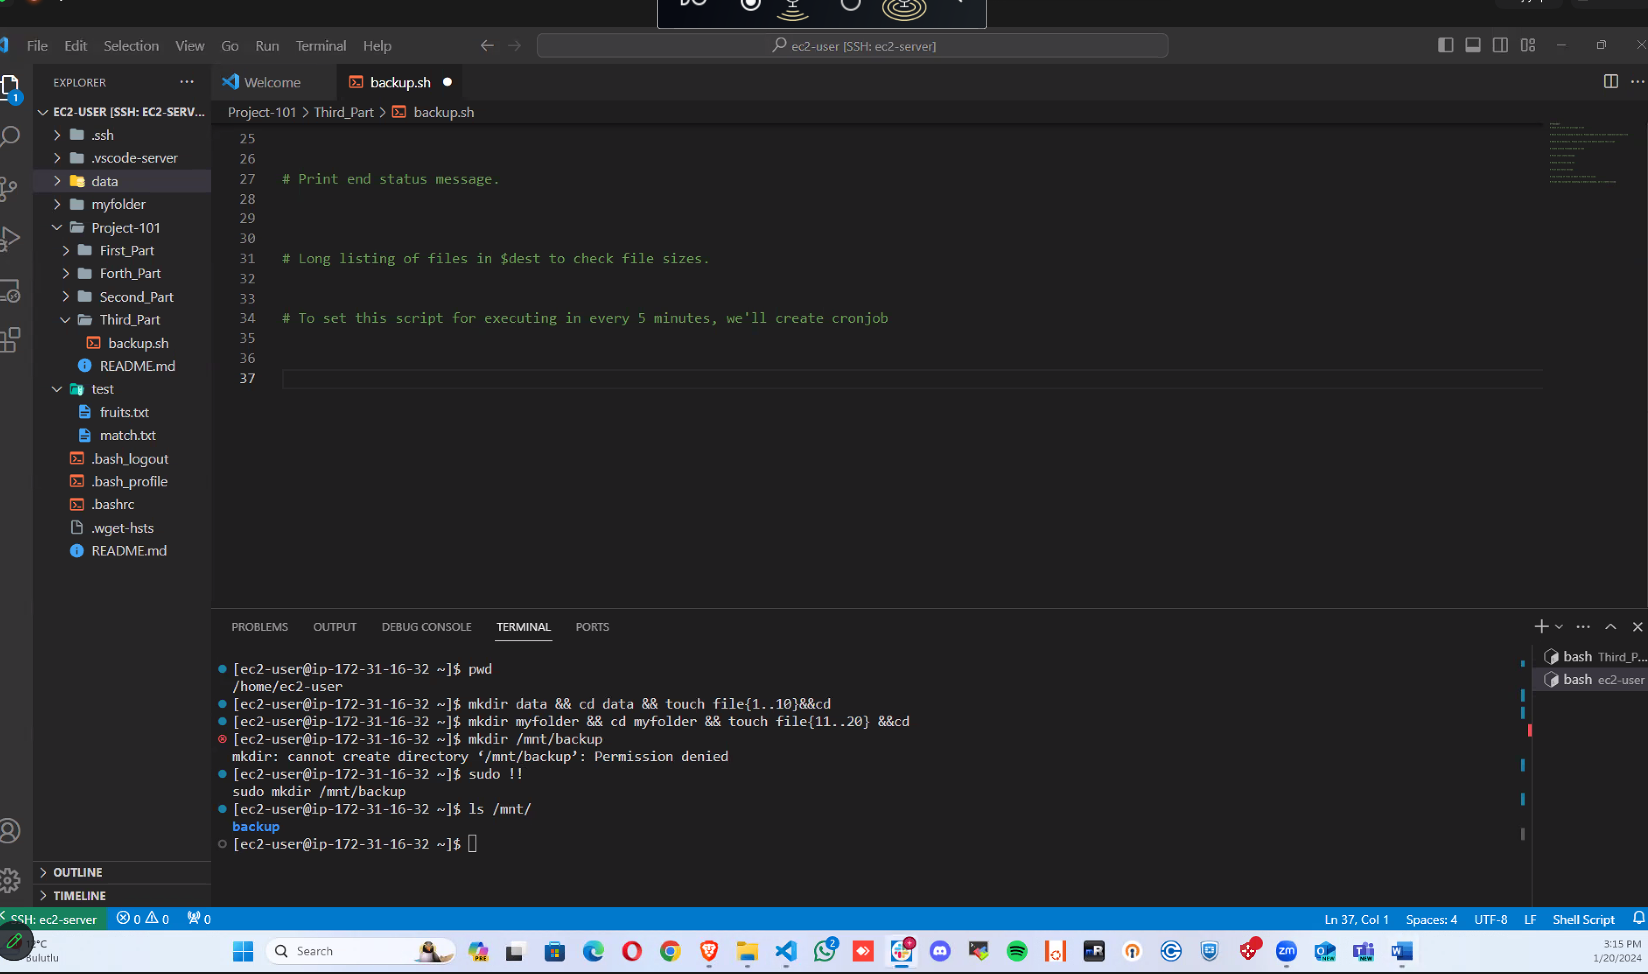 File Edit Selection View Go Run Terminal Help
ec2-user [SSH: ec2-server]
EXPLORER
Welcome
backup.sh
1
EC2-USER [SSH: EC2-SERV...
Project-101 > Third_Part > backup.sh
.ssh
.vscode-server
data
myfolder
Project-101
First_Part
Forth_Part
Second_Part
Third_Part
backup.sh
README.md
test
fruits.txt
match.txt
.bash_logout
.bash_profile
.bashrc
.wget-hsts
README.md
OUTLINE
TIMELINE
25
26
27 # Print end status message.
28
29
30
31 # Long listing of files in $dest to check file sizes.
32
33
34 # To set this script for executing in every 5 minutes, we'll create cronjob
35
36
37
PROBLEMS OUTPUT DEBUG CONSOLE TERMINAL PORTS
bash Third_P...
bash ec2-user
[ec2-user@ip-172-31-16-32 ~]$ pwd
/home/ec2-user
[ec2-user@ip-172-31-16-32 ~]$ mkdir data && cd data && touch file{1..10}&&cd
[ec2-user@ip-172-31-16-32 ~]$ mkdir myfolder && cd myfolder && touch file{11..20} &&cd
[ec2-user@ip-172-31-16-32 ~]$ mkdir /mnt/backup
mkdir: cannot create directory ‘/mnt/backup’: Permission denied
[ec2-user@ip-172-31-16-32 ~]$ sudo !!
sudo mkdir /mnt/backup
[ec2-user@ip-172-31-16-32 ~]$ ls /mnt/
backup
[ec2-user@ip-172-31-16-32 ~]$
SSH: ec2-server 0 0 0
Ln 37, Col 1 Spaces: 4 UTF-8 LF Shell Script
Bulutlu
Search
PRE
2
zm
NEW
NEW
3:15 PM
1/20/2024